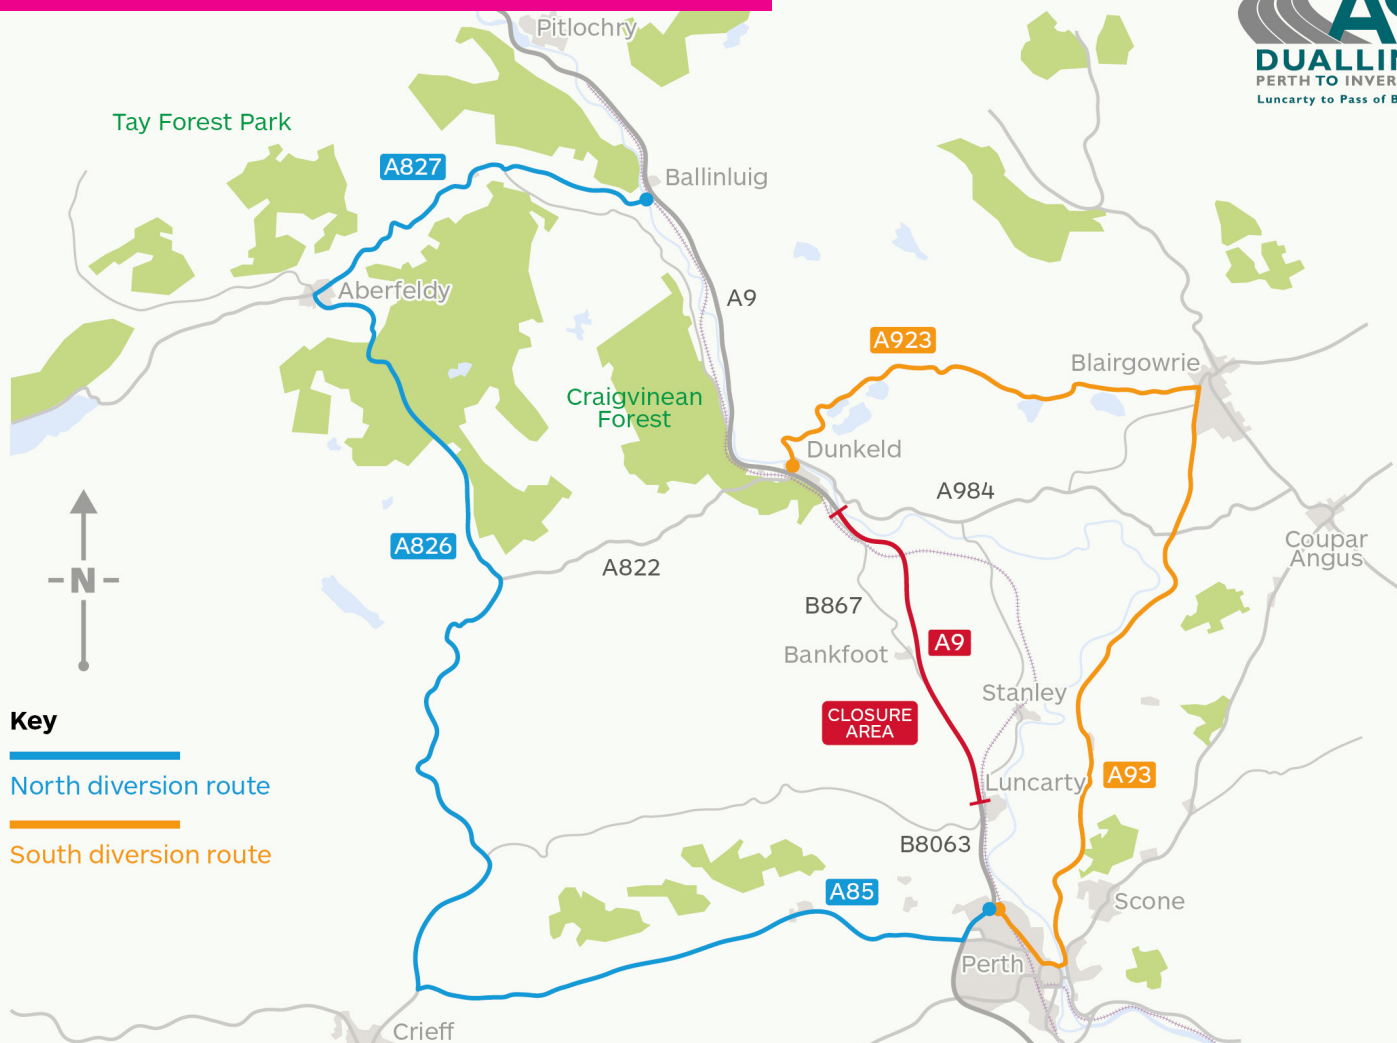 Pitlochry
DUALLIN
PERTH TO INVER
Luncarty to Pass of B
Tay Forest Park
A827
Ballinluig
Aberfeldy
A9
A923
Blairgowrie
Craigvinean
Forest
Dunkeld
A984
A826
A822
Coupar
Angus
B867
N
A9
Bankfoot
Stanley
CLOSURE
AREA
Key
North diversion route
South diversion route
Luncarty
A93
B8063
A85
Scone
Perth
Crieff